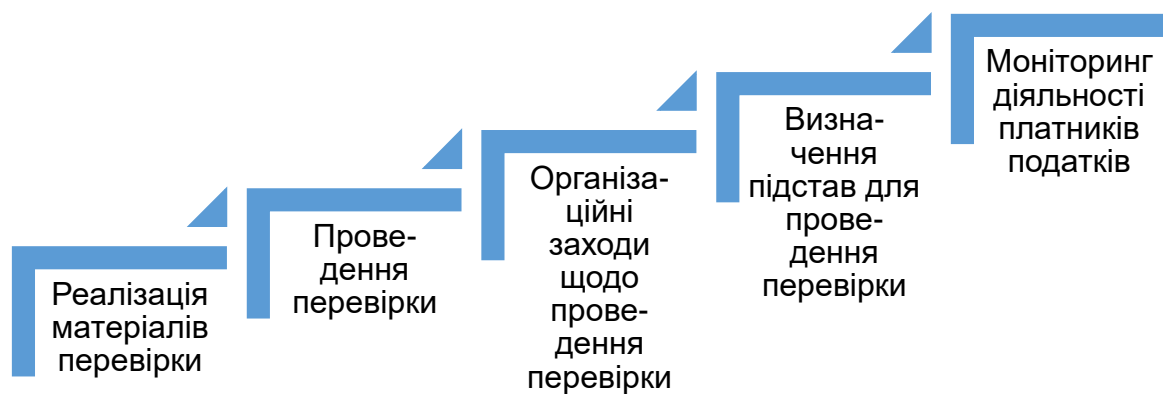 Реалізація
матеріалів
перевірки
Прове-
дення
перевірки
Організа-
ційні
заходи
щодо
прове-
дення
перевірки
Визна-
чення
підстав для
прове-
дення
перевірки
Моніторинг
діяльності
платників
податків